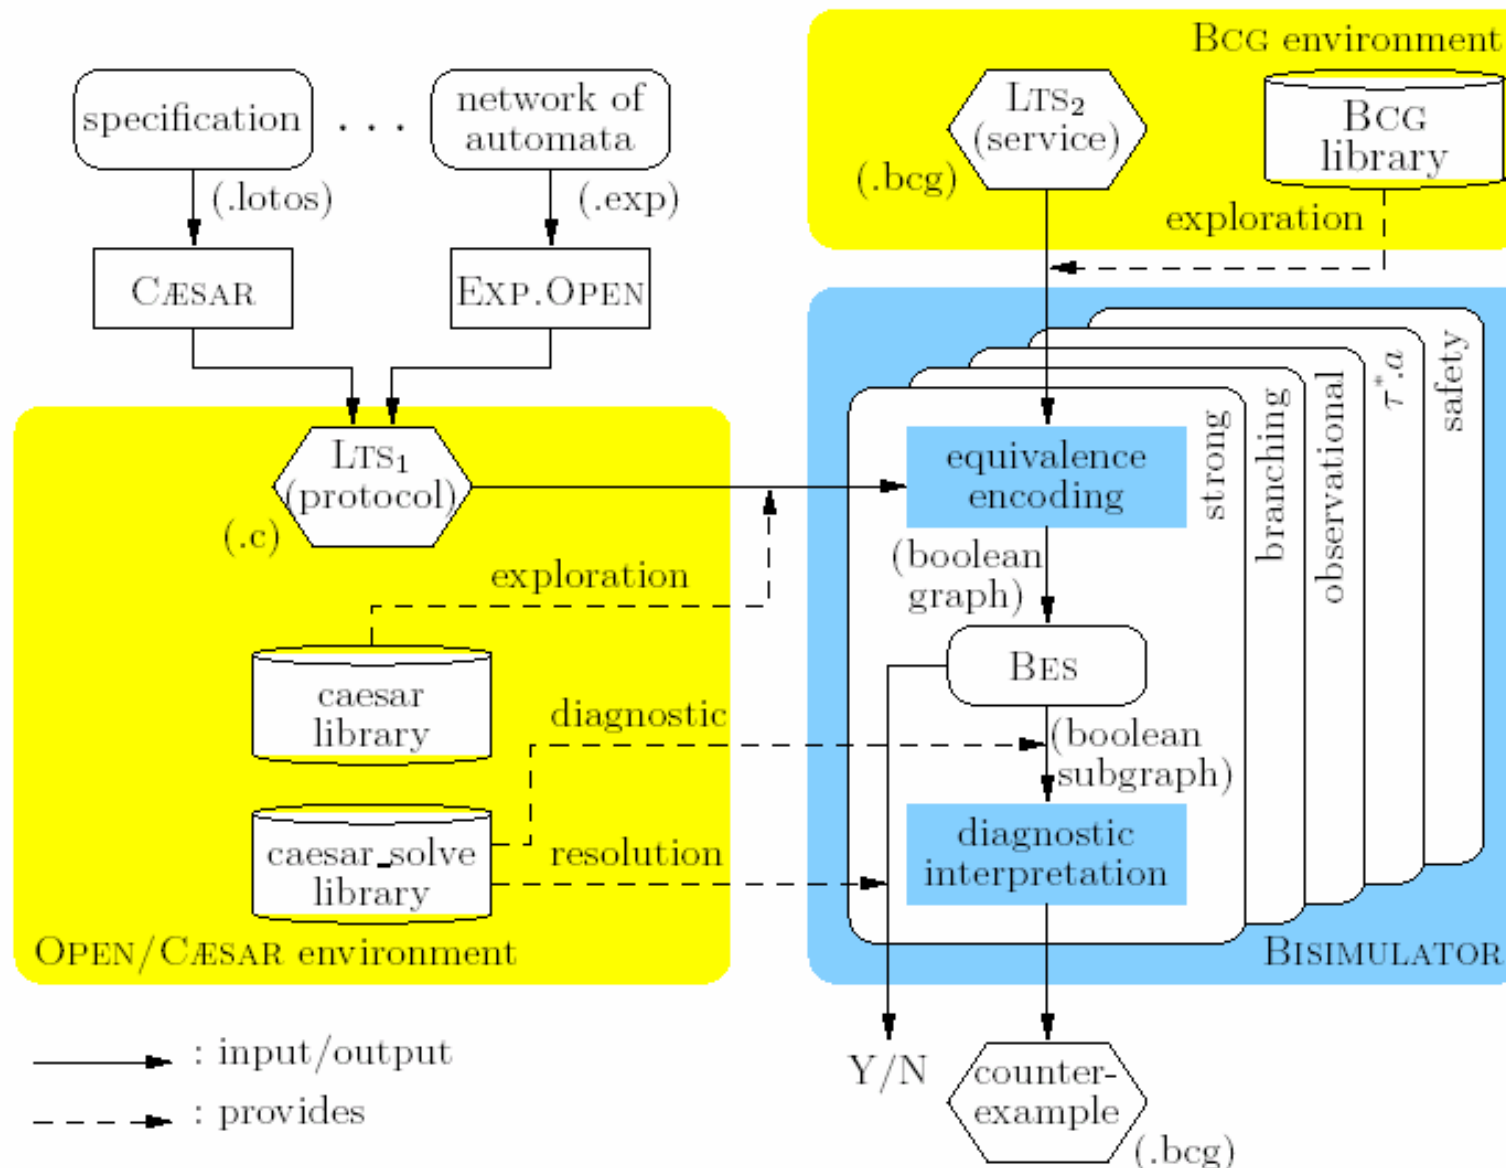 BCG environment
specification
. . .
network of
automata
LTS₂
(service)
BCG
library
(.bcg)
(.lotos)
(.exp)
exploration
CÆSAR
EXP.OPEN
LTS₁
(protocol)
(.c)
equivalence
encoding
strong
branching
observational
τ*.a
safety
(boolean
graph)
exploration
BES
caesar
library
diagnostic
(boolean
subgraph)
caesar_solve
library
resolution
diagnostic
interpretation
OPEN/CÆSAR environment
BISIMULATOR
: input/output
: provides
Y/N
counter-
example
(.bcg)